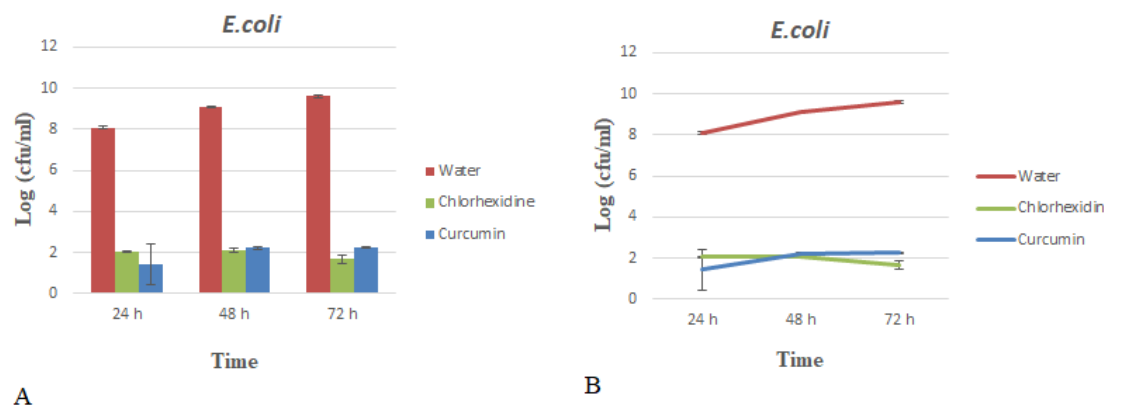 E.coli
12
10
8
6
4
2
0
Log (cfu/ml)
24 h 48 h 72 h
Time
Water
Chlorhexidine
Curcumin
A
E.coli
12
10
8
6
4
2
0
Log (cfu/ml)
24 h 48 h 72 h
Time
Water
Chlorhexidin
Curcumin
B